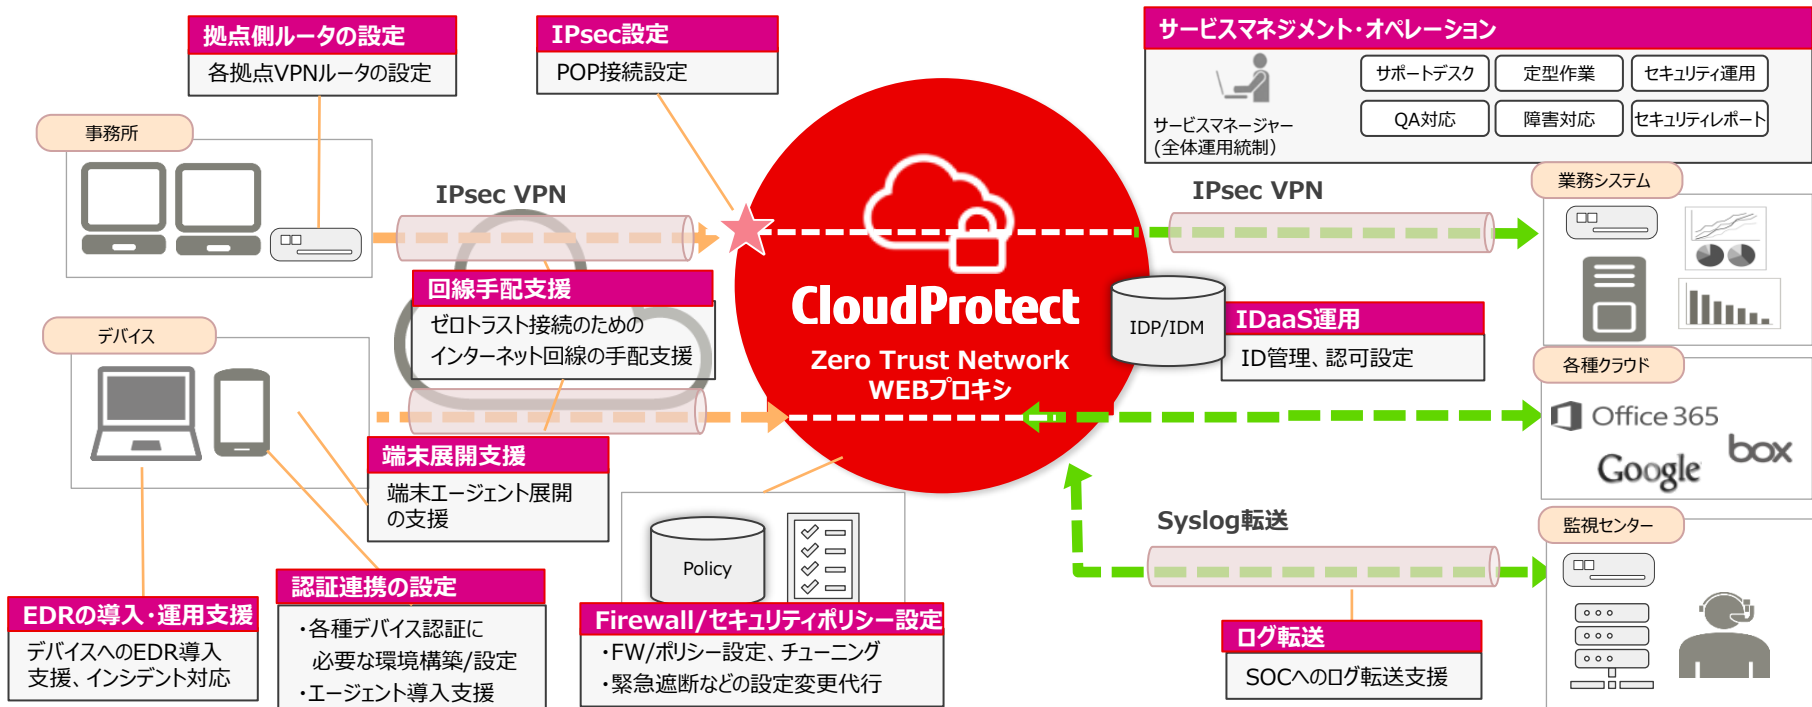 拠点側ルータの設定
各拠点VPNルータの設定
IPsec設定
POP接続設定
サービスマネジメント・オペレーション
サービスマネージャー
(全体運用統制)
サポートデスク
定型作業
セキュリティ運用
QA対応
障害対応
セキュリティレポート
事務所
IPsec VPN
IPsec VPN
業務システム
回線手配支援
ゼロトラスト接続のための
インターネット回線の手配支援
CloudProtect
Zero Trust Network
WEBプロキシ
IDP/IDM
IDaaS運用
ID管理、認可設定
デバイス
各種クラウド
Office 365
Google
box
端末展開支援
端末エージェント展開
の支援
Policy
Syslog転送
監視センター
EDRの導入・運用支援
デバイスへのEDR導入
支援、インシデント対応
認証連携の設定
・各種デバイス認証に
必要な環境構築/設定
・エージェント導入支援
Firewall/セキュリティポリシー設定
・FW/ポリシー設定、チューニング
・緊急遮断などの設定変更代行
ログ転送
SOCへのログ転送支援